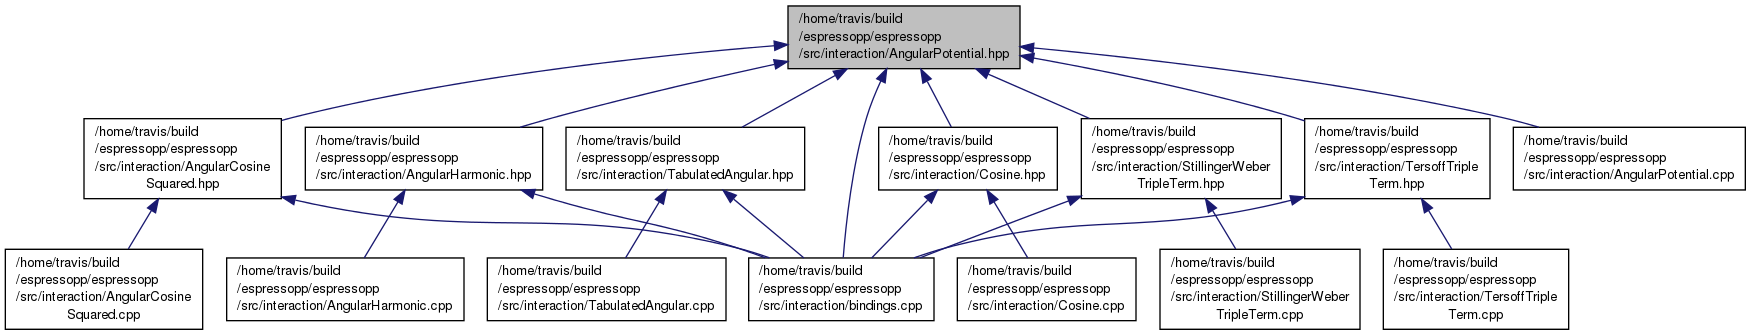 /home/travis/build
/espressopp/espressopp
/src/interaction/AngularPotential.hpp
/home/travis/build
/espressopp/espressopp
/src/interaction/AngularCosine
Squared.hpp
/home/travis/build
/espressopp/espressopp
/src/interaction/AngularHarmonic.hpp
/home/travis/build
/espressopp/espressopp
/src/interaction/TabulatedAngular.hpp
/home/travis/build
/espressopp/espressopp
/src/interaction/Cosine.hpp
/home/travis/build
/espressopp/espressopp
/src/interaction/StillingerWeber
TripleTerm.hpp
/home/travis/build
/espressopp/espressopp
/src/interaction/TersoffTriple
Term.hpp
/home/travis/build
/espressopp/espressopp
/src/interaction/AngularPotential.cpp
/home/travis/build
/espressopp/espressopp
/src/interaction/AngularCosine
Squared.cpp
/home/travis/build
/espressopp/espressopp
/src/interaction/AngularHarmonic.cpp
/home/travis/build
/espressopp/espressopp
/src/interaction/TabulatedAngular.cpp
/home/travis/build
/espressopp/espressopp
/src/interaction/bindings.cpp
/home/travis/build
/espressopp/espressopp
/src/interaction/Cosine.cpp
/home/travis/build
/espressopp/espressopp
/src/interaction/StillingerWeber
TripleTerm.cpp
/home/travis/build
/espressopp/espressopp
/src/interaction/TersoffTriple
Term.cpp